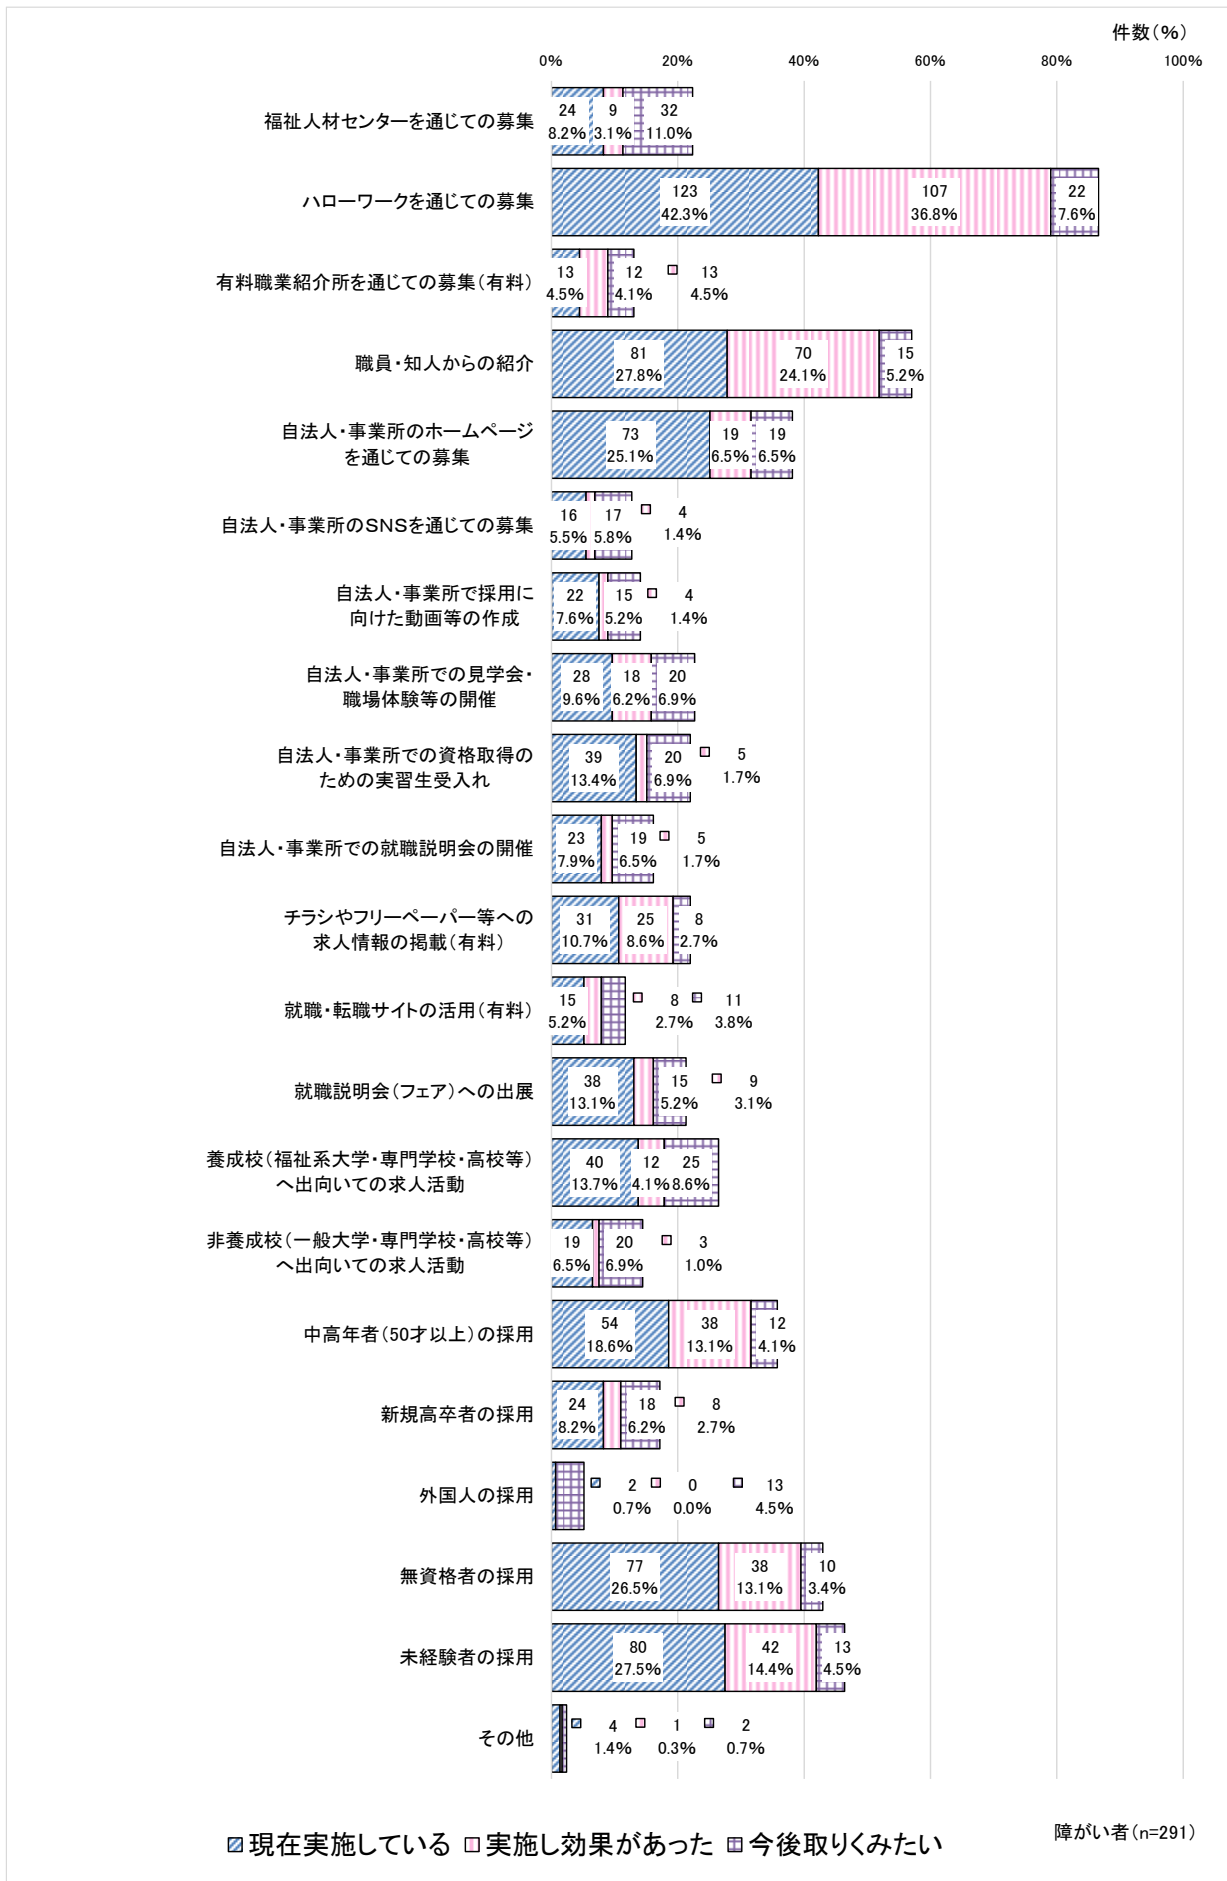 件数(%)
0% 20% 40% 60% 80% 100%
福祉人材センターを通じての募集
24 9 32
8.2% 3.1% 11.0%
ハローワークを通じての募集
123 107 22
42.3% 36.8% 7.6%
有料職業紹介所を通じての募集(有料)
13 12 13
4.5% 4.1% 4.5%
職員・知人からの紹介
81 70 15
27.8% 24.1% 5.2%
自法人・事業所のホームページ
を通じての募集
73 19 19
25.1% 6.5% 6.5%
自法人・事業所のSNSを通じての募集
16 17 4
5.5% 5.8% 1.4%
自法人・事業所で採用に
向けた動画等の作成
22 15 4
7.6% 5.2% 1.4%
自法人・事業所での見学会・
職場体験等の開催
28 18 20
9.6% 6.2% 6.9%
自法人・事業所での資格取得の
ための実習生受入れ
39 20 5
13.4% 6.9% 1.7%
自法人・事業所での就職説明会の開催
23 19 5
7.9% 6.5% 1.7%
チラシやフリーペーパー等への
求人情報の掲載(有料)
31 25 8
10.7% 8.6% 2.7%
就職・転職サイトの活用(有料)
15 8 11
5.2% 2.7% 3.8%
就職説明会(フェア)への出展
38 15 9
13.1% 5.2% 3.1%
養成校(福祉系大学・専門学校・高校等)
へ出向いての求人活動
40 12 25
13.7% 4.1% 8.6%
非養成校(一般大学・専門学校・高校等)
へ出向いての求人活動
19 20 3
6.5% 6.9% 1.0%
中高年者(50才以上)の採用
54 38 12
18.6% 13.1% 4.1%
新規高卒者の採用
24 18 8
8.2% 6.2% 2.7%
外国人の採用
2 0 13
0.7% 0.0% 4.5%
無資格者の採用
77 38 10
26.5% 13.1% 3.4%
未経験者の採用
80 42 13
27.5% 14.4% 4.5%
その他
4 1 2
1.4% 0.3% 0.7%
現在実施している 実施し効果があった 今後取りくみたい
障がい者(n=291)